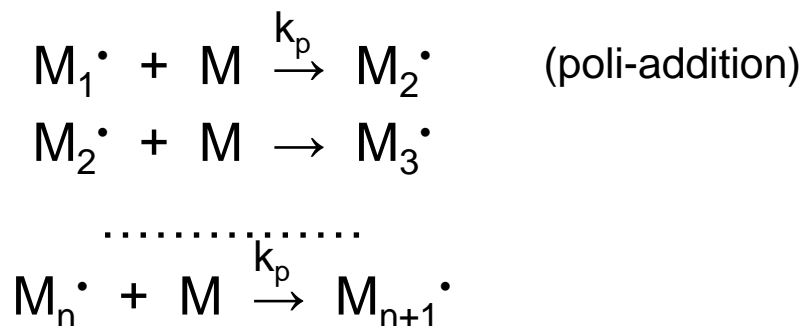 M₁• + M kₚ→ M₂• (poli-addition)
M₂• + M → M₃•
...............
Mₙ• + M kₚ→ Mₙ₊₁•